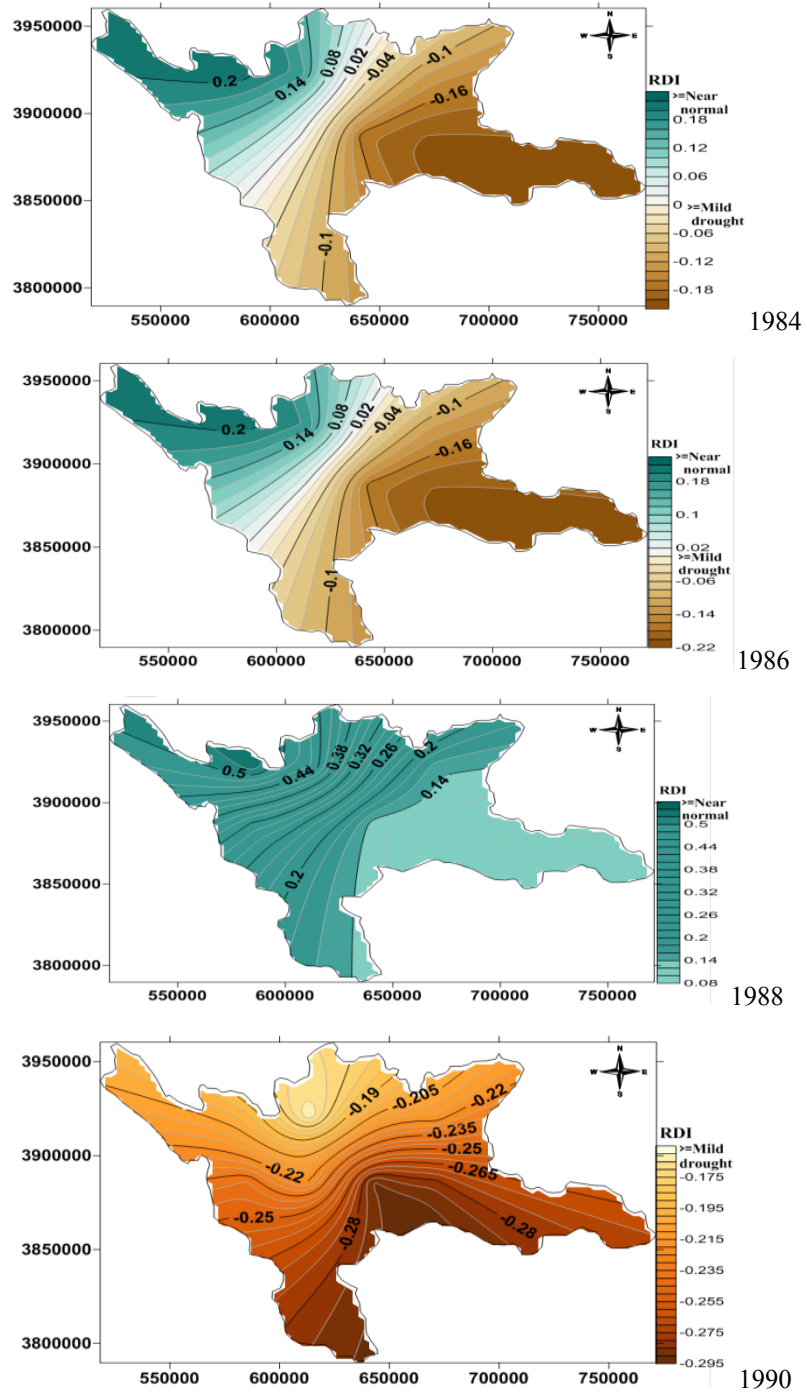 3950000
3900000
3850000
3800000
550000 600000 650000 700000 750000
0.2
0.14
0.08
0.02
-0.04
-0.1
-0.16
-0.1
N
W E
S
RDI
>=Near
normal
0.18
0.12
0.06
0
>=Mild
drought
-0.06
-0.12
-0.18
1984
3950000
3900000
3850000
3800000
550000 600000 650000 700000 750000
0.2
0.14
0.08
0.02
-0.04
-0.1
-0.16
-0.1
N
W E
S
RDI
>=Near
normal
0.18
0.1
0.02
>=Mild
drought
-0.06
-0.14
-0.22
1986
3950000
3900000
3850000
3800000
550000 600000 650000 700000 750000
0.5
0.44
0.38
0.32
0.26
0.2
0.14
0.2
N
W E
S
RDI
>=Near
normal
0.5
0.44
0.38
0.32
0.26
0.2
0.14
0.08
1988
3950000
3900000
3850000
3800000
550000 600000 650000 700000 750000
-0.19
-0.205
-0.22
-0.235
-0.25
-0.265
-0.22
-0.25
-0.28
-0.28
N
W E
S
RDI
>=Mild
drought
-0.175
-0.195
-0.215
-0.235
-0.255
-0.275
-0.295
1990